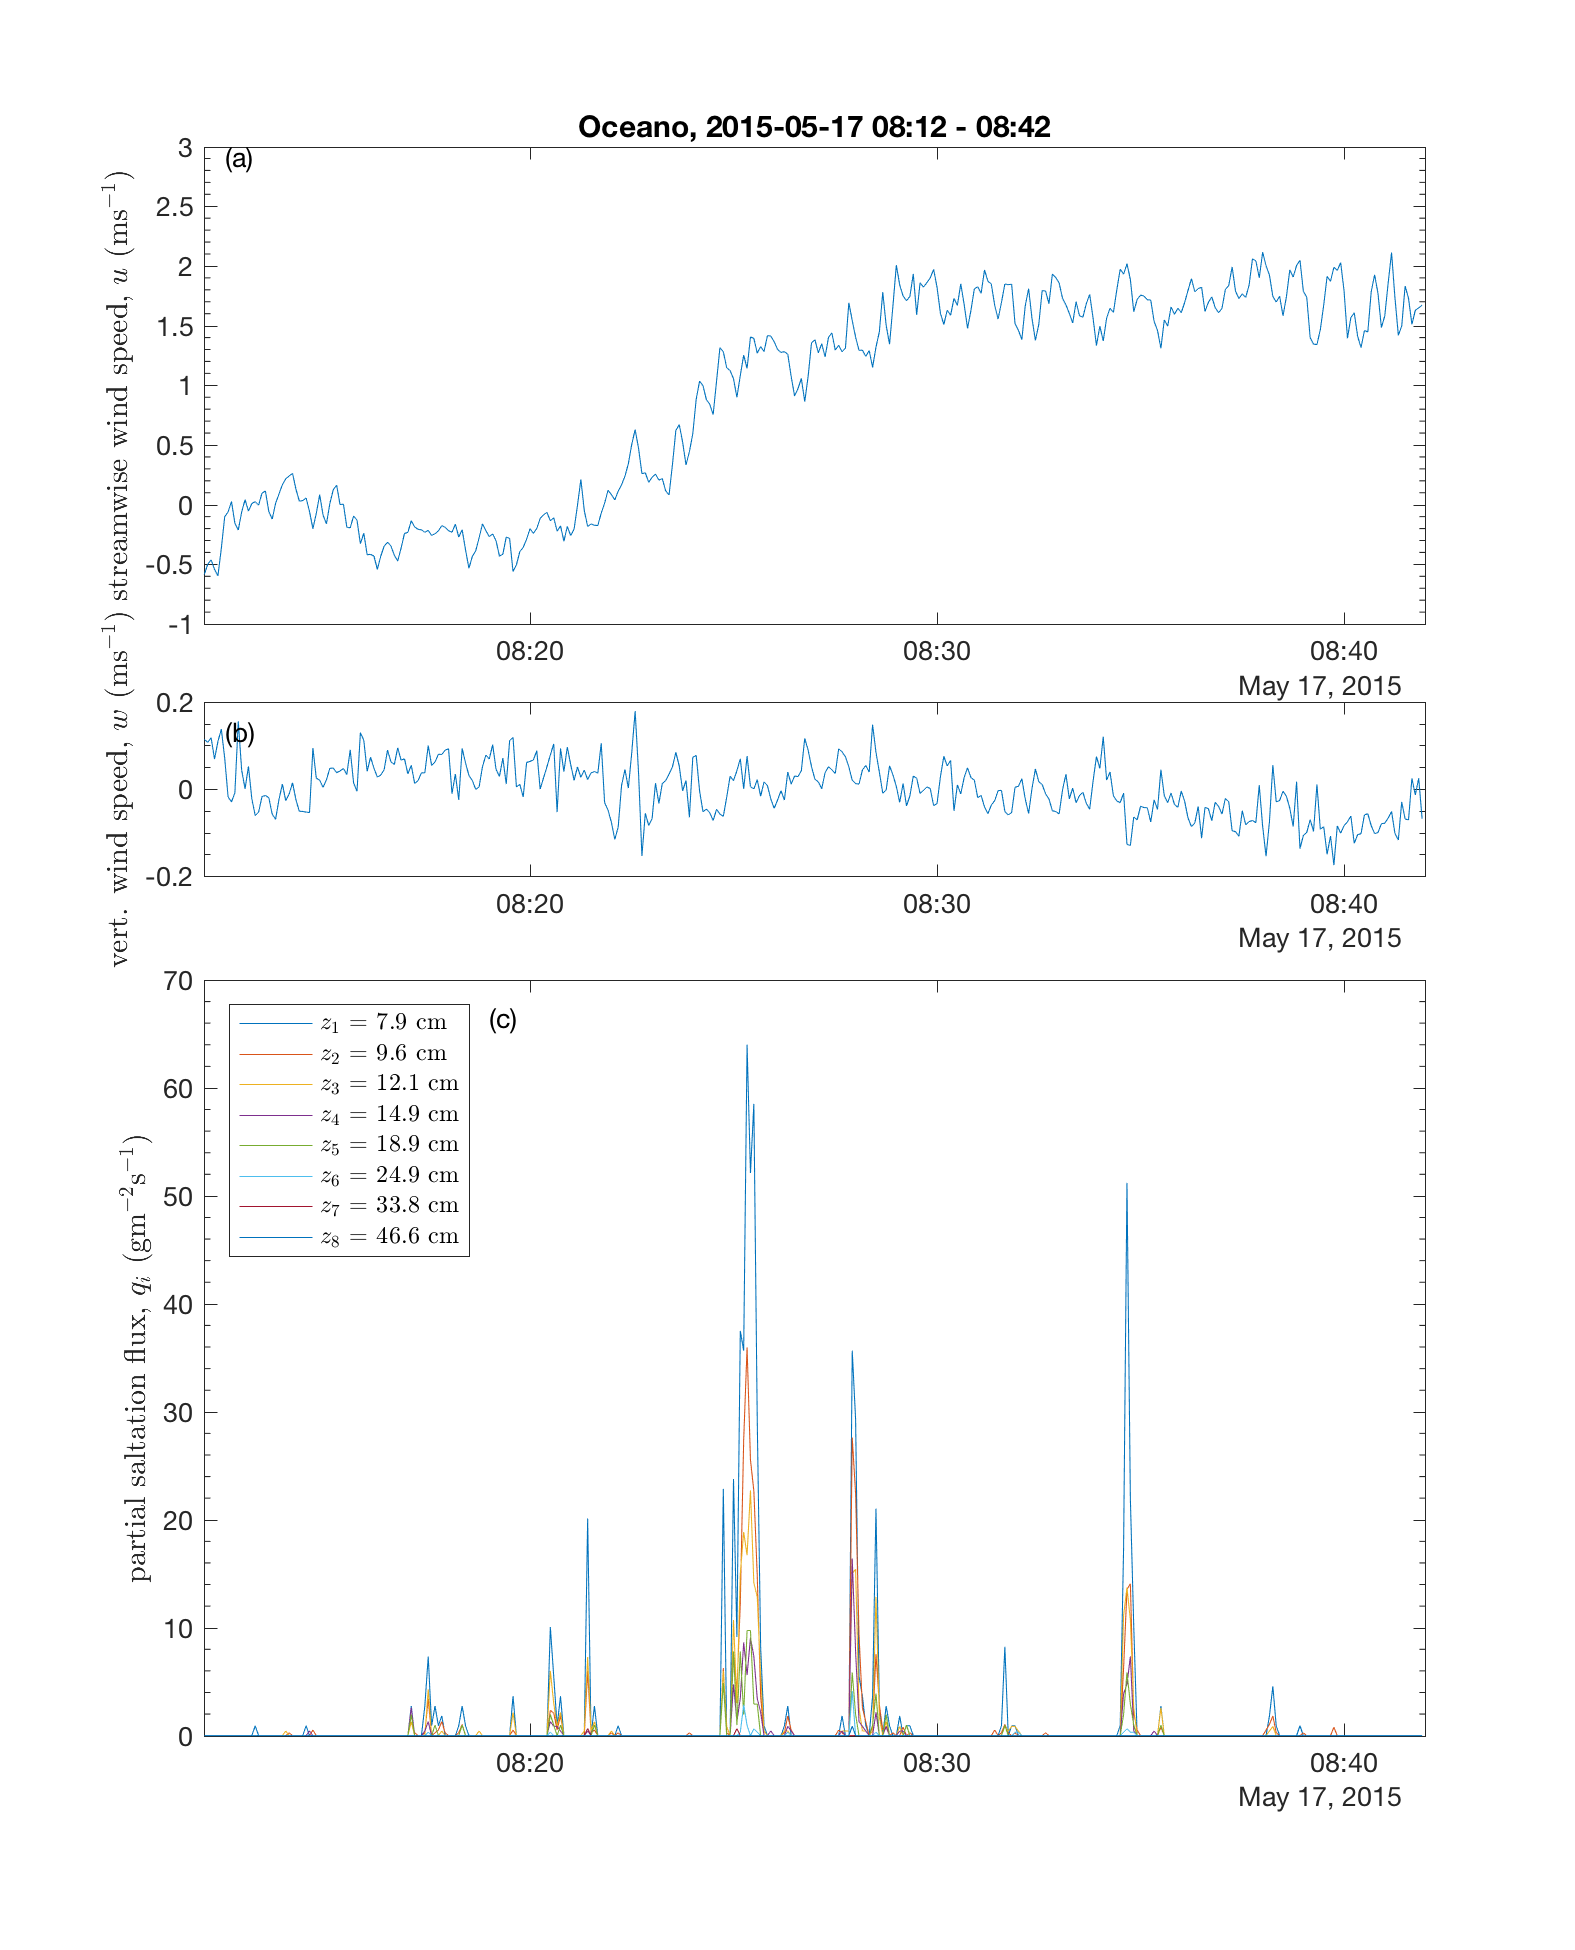 Oceano, 2015-05-17 08:12 - 08:42
(a)
streamwise wind speed, u (ms⁻¹)
3
2.5
2
1.5
1
0.5
0
-0.5
-1
08:20 08:30 08:40
May 17, 2015
(b)
vert. wind speed, w (ms⁻¹)
0.2
0
-0.2
08:20 08:30 08:40
May 17, 2015
(c)
partial saltation flux, qᵢ (gm⁻²s⁻¹)
70
60
50
40
30
20
10
0
z₁ = 7.9 cm
z₂ = 9.6 cm
z₃ = 12.1 cm
z₄ = 14.9 cm
z₅ = 18.9 cm
z₆ = 24.9 cm
z₇ = 33.8 cm
z₈ = 46.6 cm
08:20 08:30 08:40
May 17, 2015